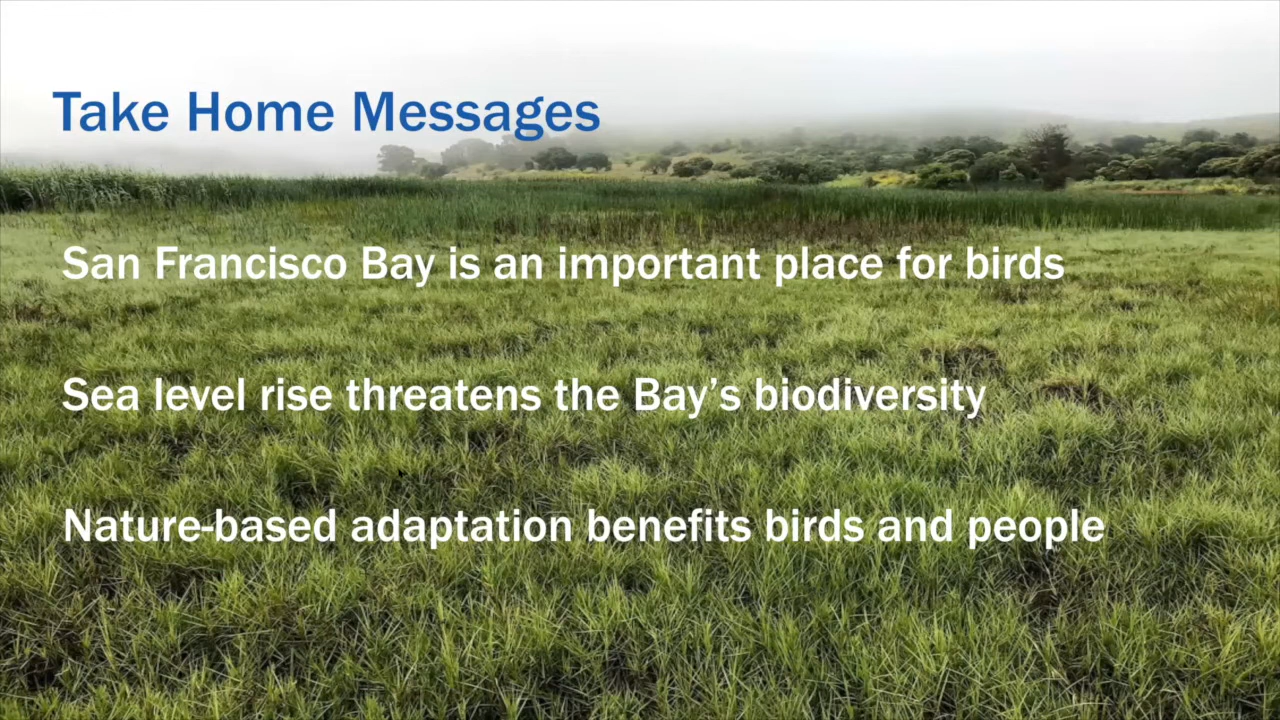 Take Home Messages
San Francisco Bay is an important place for birds
Sea level rise threatens the Bay’s biodiversity
Nature-based adaptation benefits birds and people